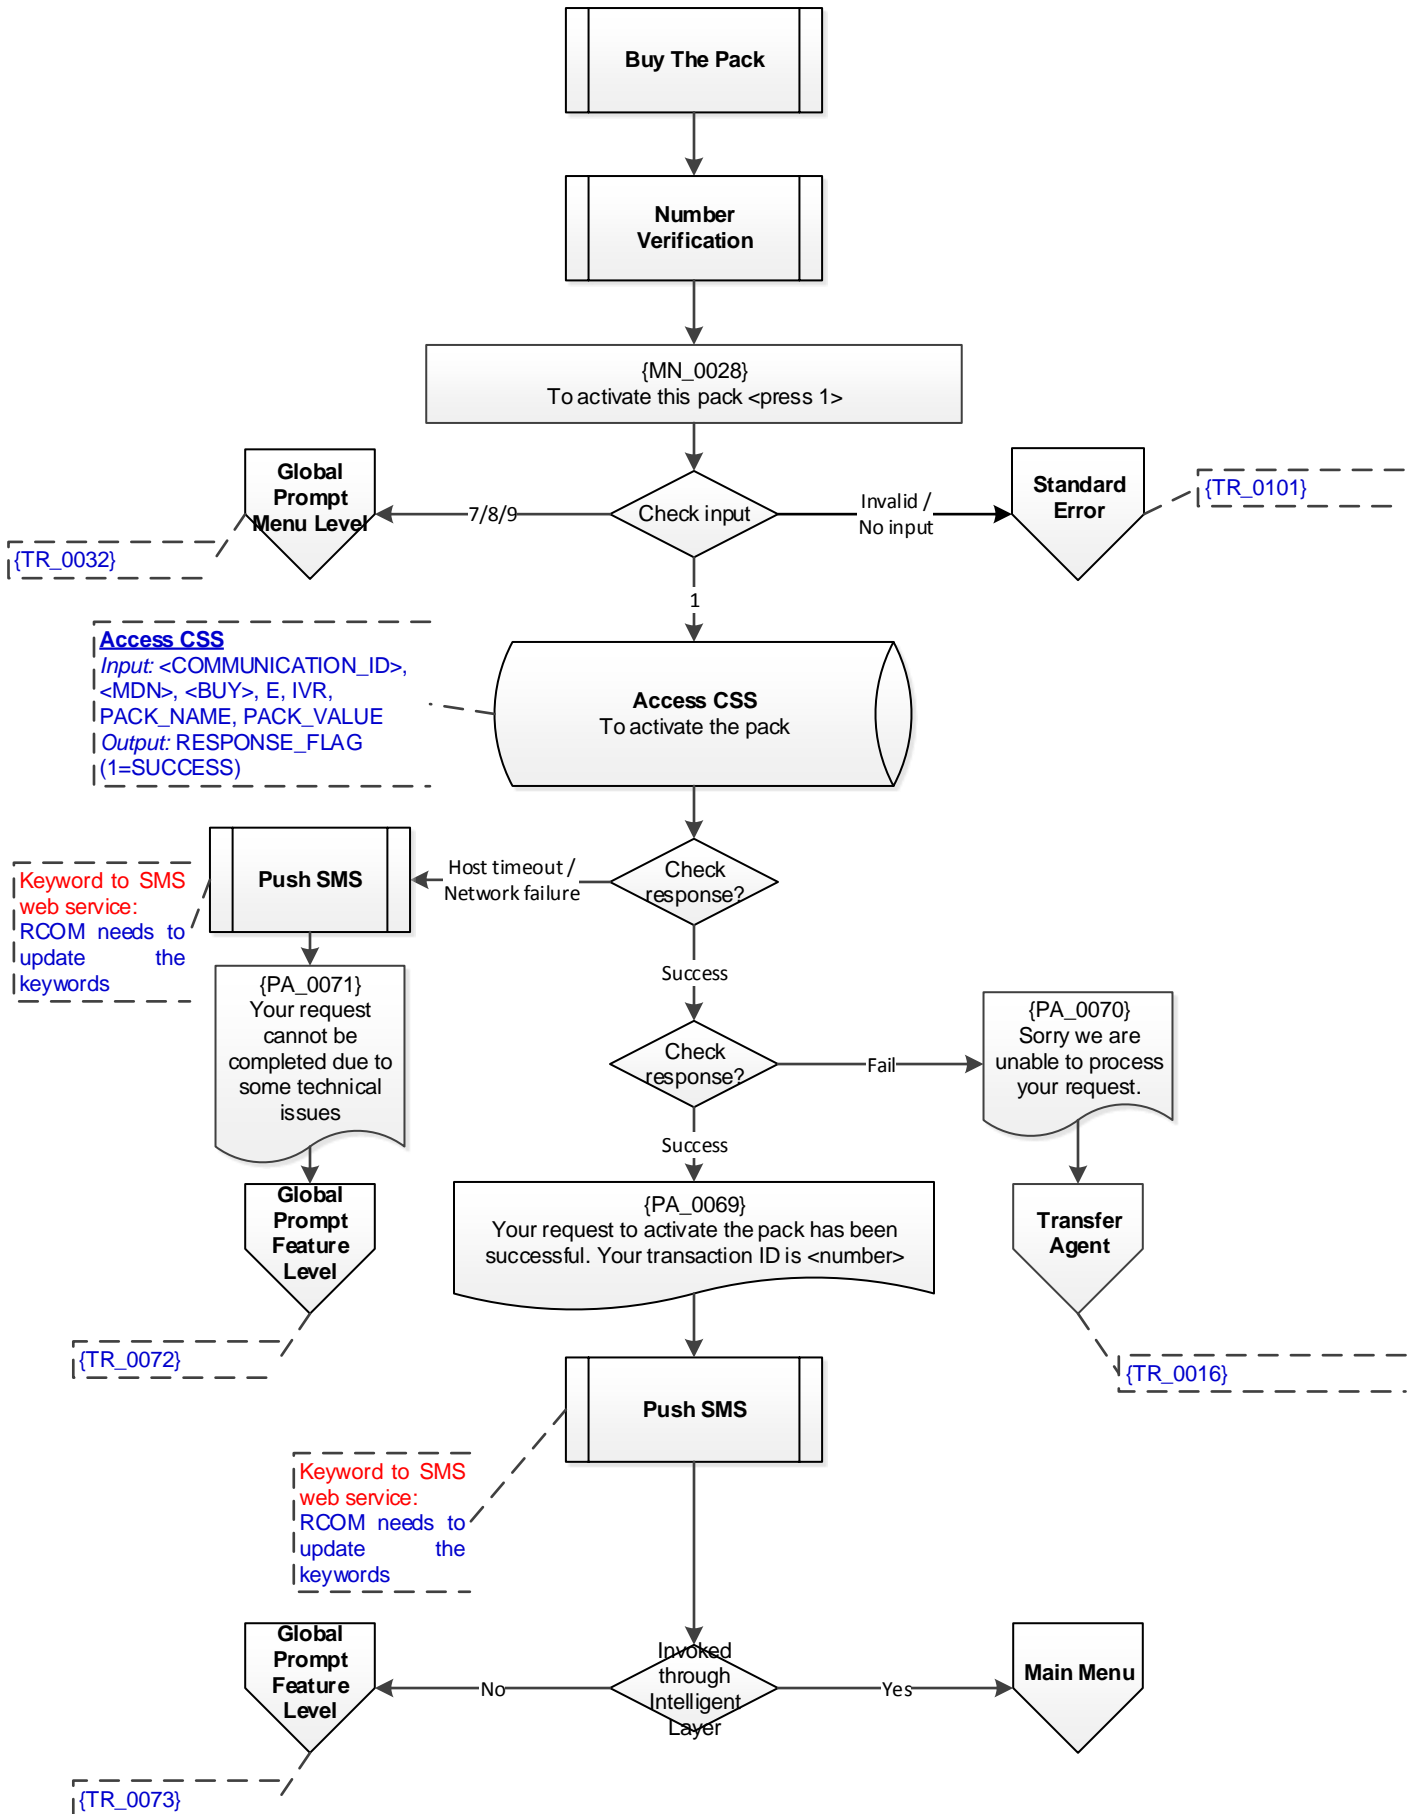 Buy The Pack
Number
Verification
{MN_0028}
To activate this pack <press 1>
Global
Prompt
Menu Level
7/8/9
Check input
Invalid /
No input
Standard
Error
{TR_0101}
{TR_0032}
1
Access CSS
Input: <COMMUNICATION_ID>,
<MDN>, <BUY>, E, IVR,
PACK_NAME, PACK_VALUE
Output: RESPONSE_FLAG
(1=SUCCESS)
Access CSS
To activate the pack
Push SMS
Host timeout /
Network failure
Check
response?
Keyword to SMS
web service:
RCOM needs to
update the
keywords
Success
{PA_0071}
Your request
cannot be
completed due to
some technical
issues
Check
response?
Fail
{PA_0070}
Sorry we are
unable to process
your request.
Success
Global
Prompt
Feature
Level
{PA_0069}
Your request to activate the pack has been
successful. Your transaction ID is <number>
Transfer
Agent
{TR_0072}
{TR_0016}
Push SMS
Keyword to SMS
web service:
RCOM needs to
update the
keywords
Global
Prompt
Feature
Level
No
Invoked
through
Intelligent
Layer
Yes
Main Menu
{TR_0073}